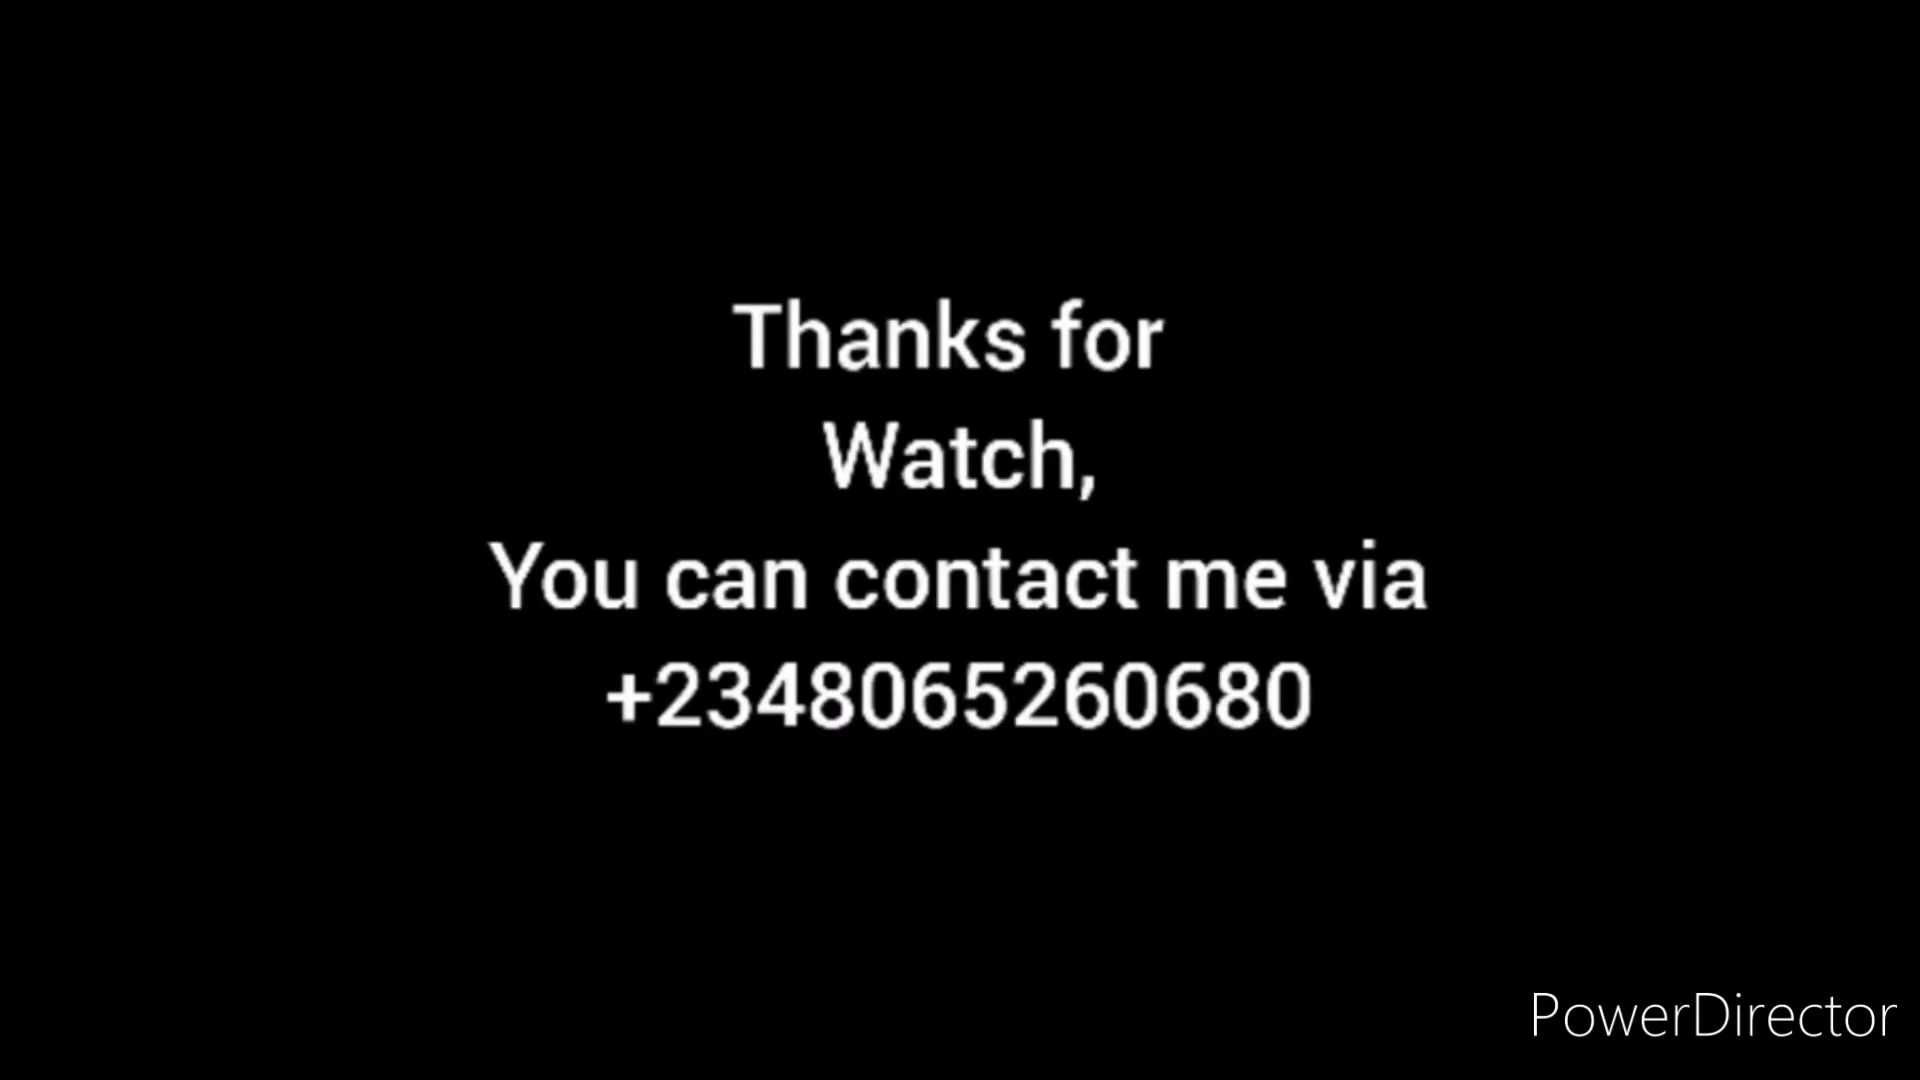 Thanks for
Watch,
You can contact me via
+2348065260680
PowerDirector